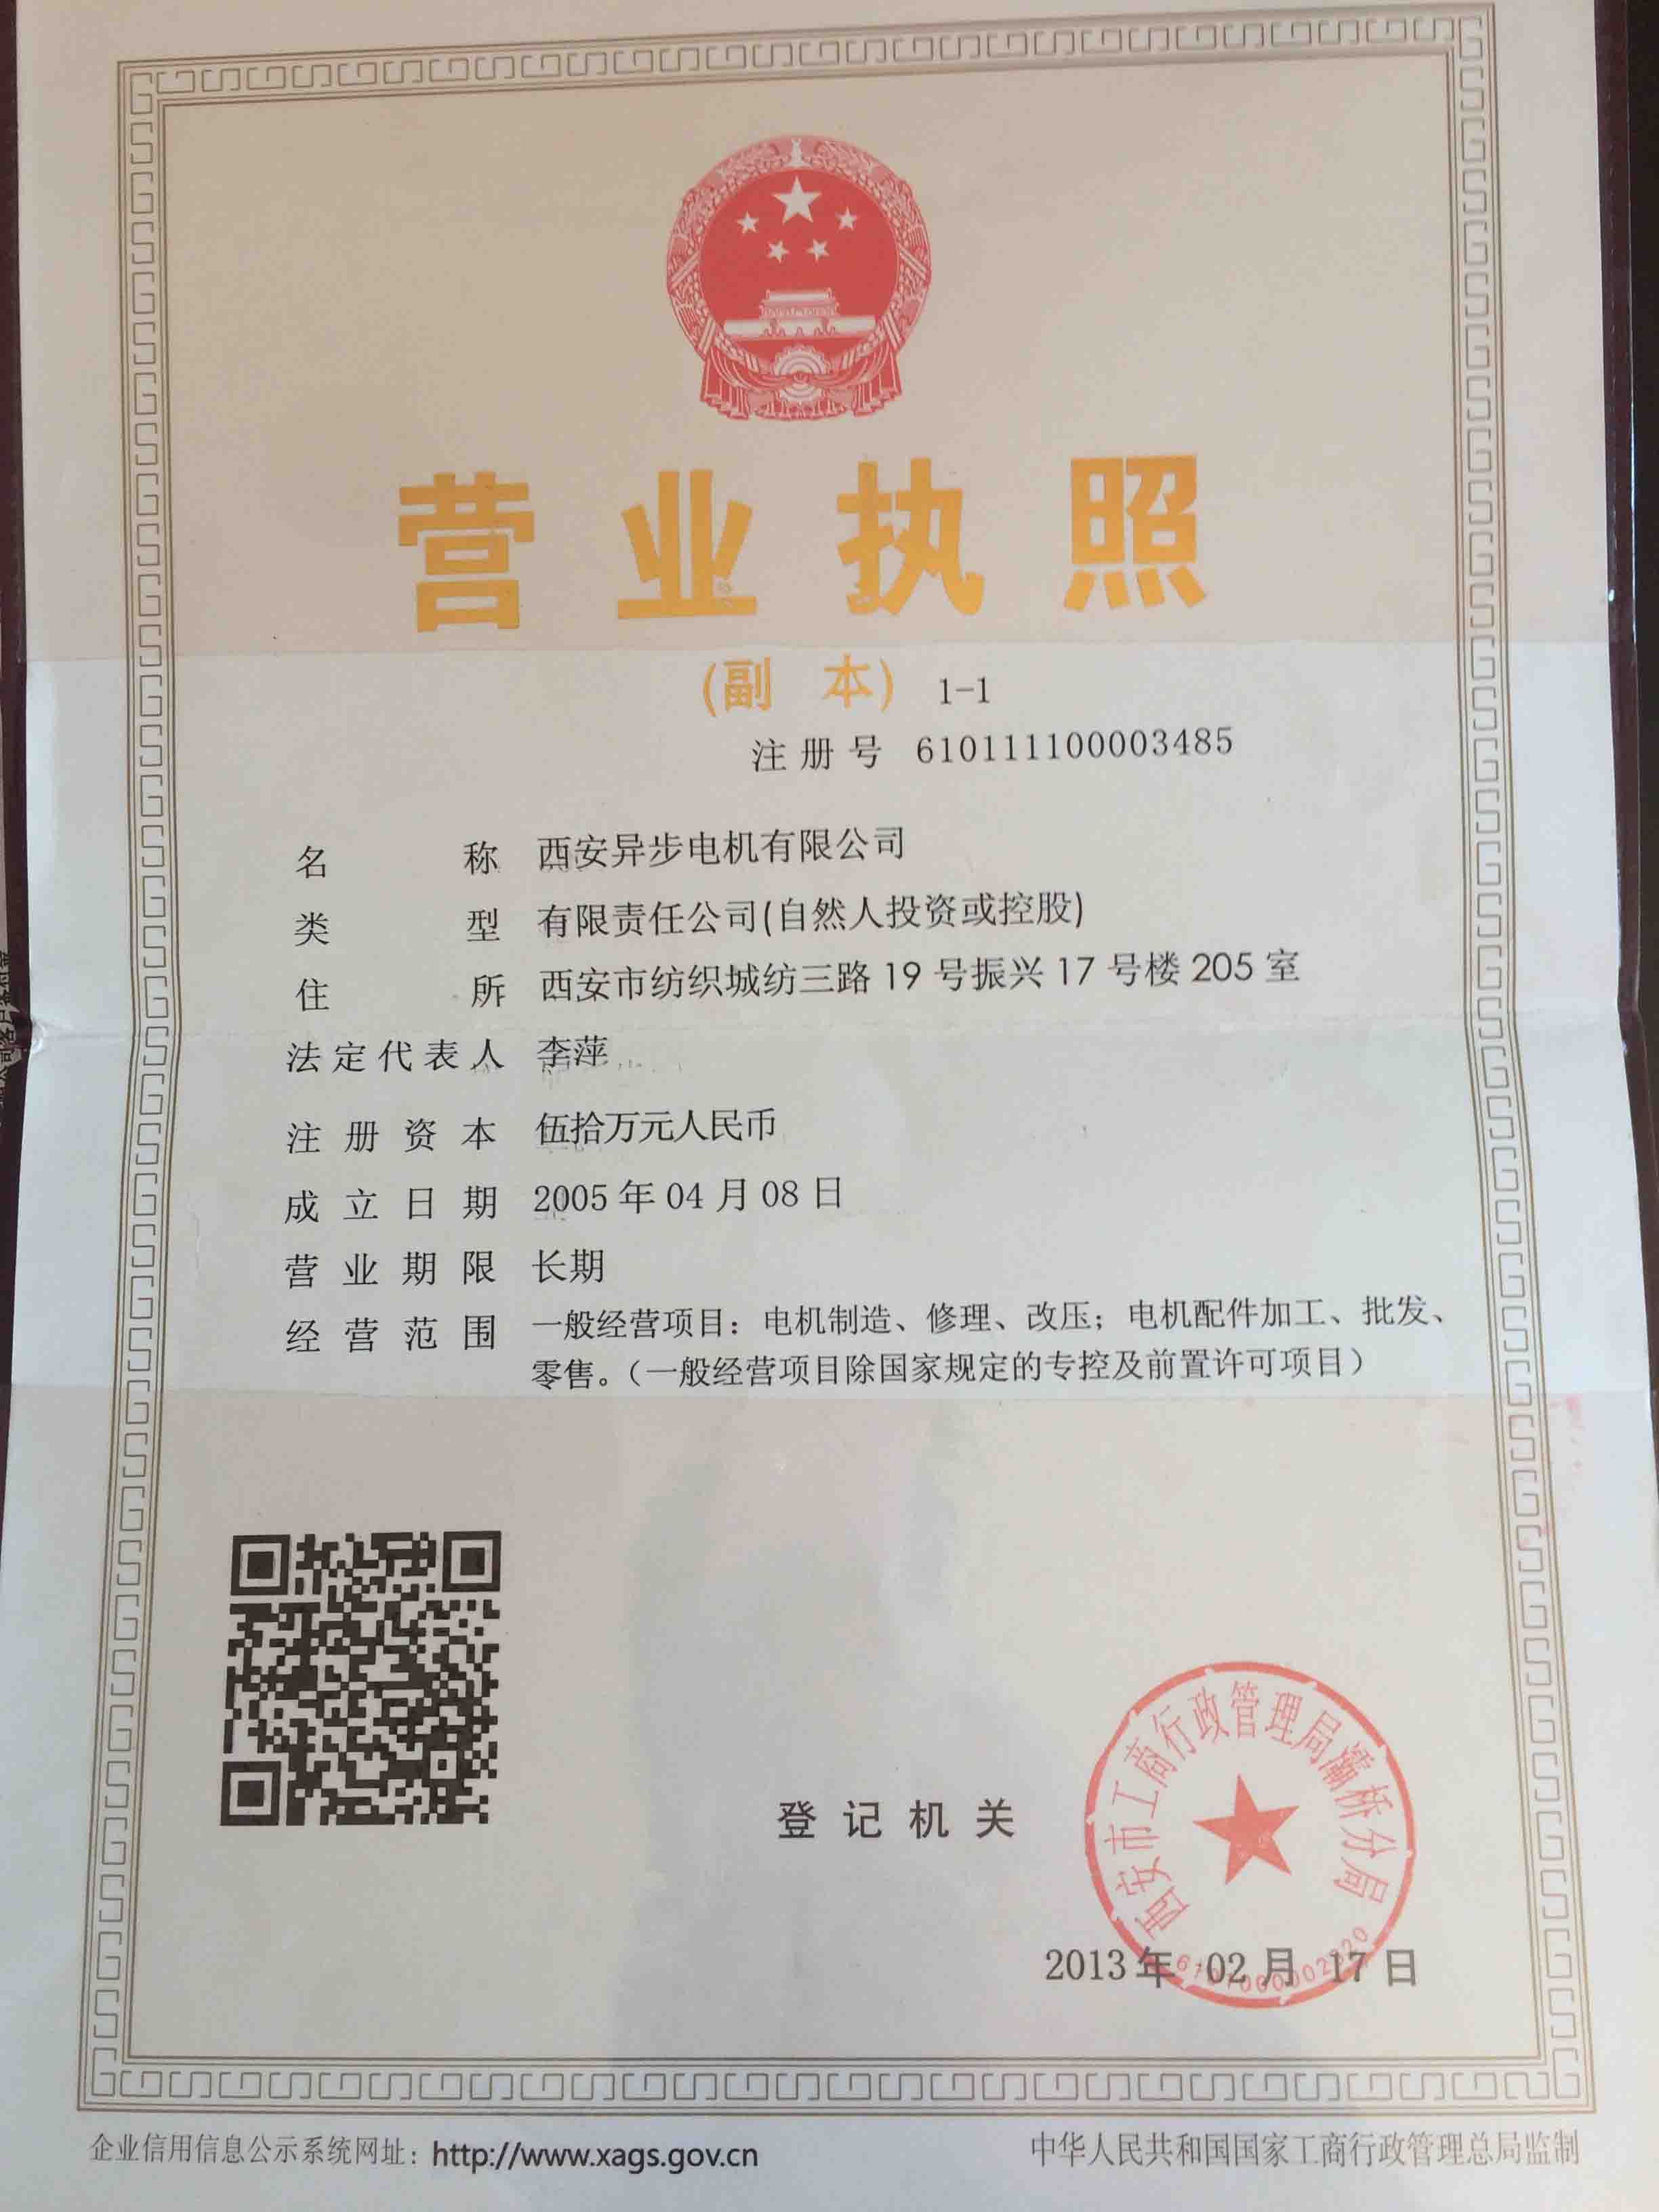 营业执照
(副 本) 1-1
注册号 610111100003485
名称 西安异步电机有限公司
类型 有限责任公司(自然人投资或控股)
住所 西安市纺织城纺三路19号振兴17号楼205室
法定代表人 李萍
注册资本 伍拾万元人民币
成立日期 2005年04月08日
营业期限 长期
经营范围 一般经营项目：电机制造、修理、改压；电机配件加工、批发、
零售。（一般经营项目除国家规定的专控及前置许可项目）
西安市工商行政管理局灞桥分局
登记机关
2013年02月17日
企业信用信息公示系统网址：http://www.xags.gov.cn
中华人民共和国国家工商行政管理总局监制